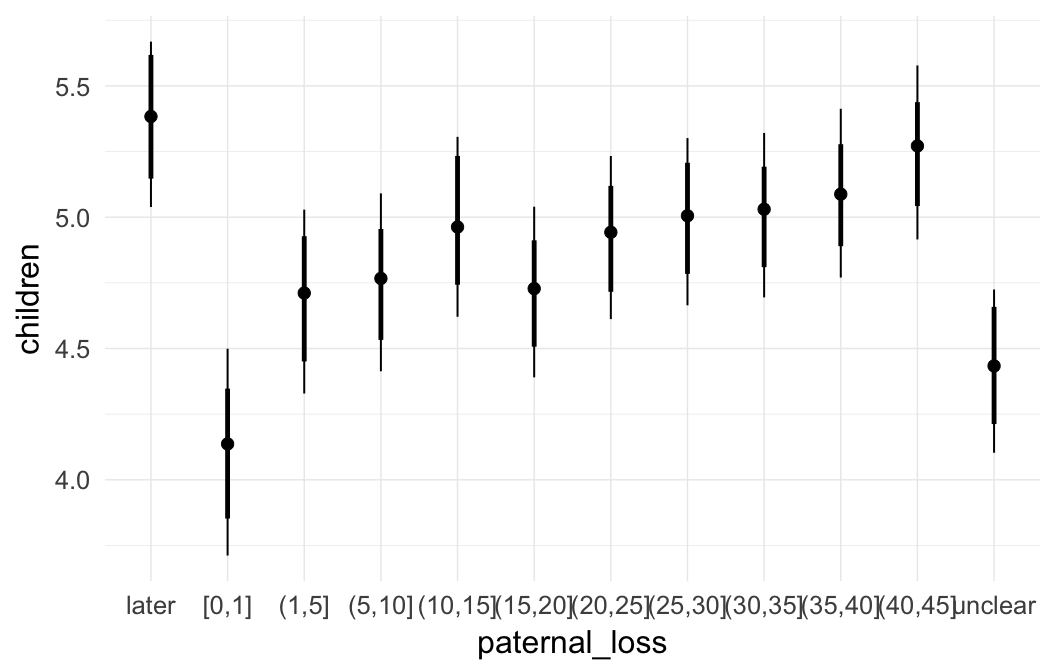 children
5.5
5.0
4.5
4.0
later [0,1] (1,5] (5,10] (10,15] (15,20] (20,25] (25,30] (30,35] (35,40] (40,45] unclear
paternal_loss